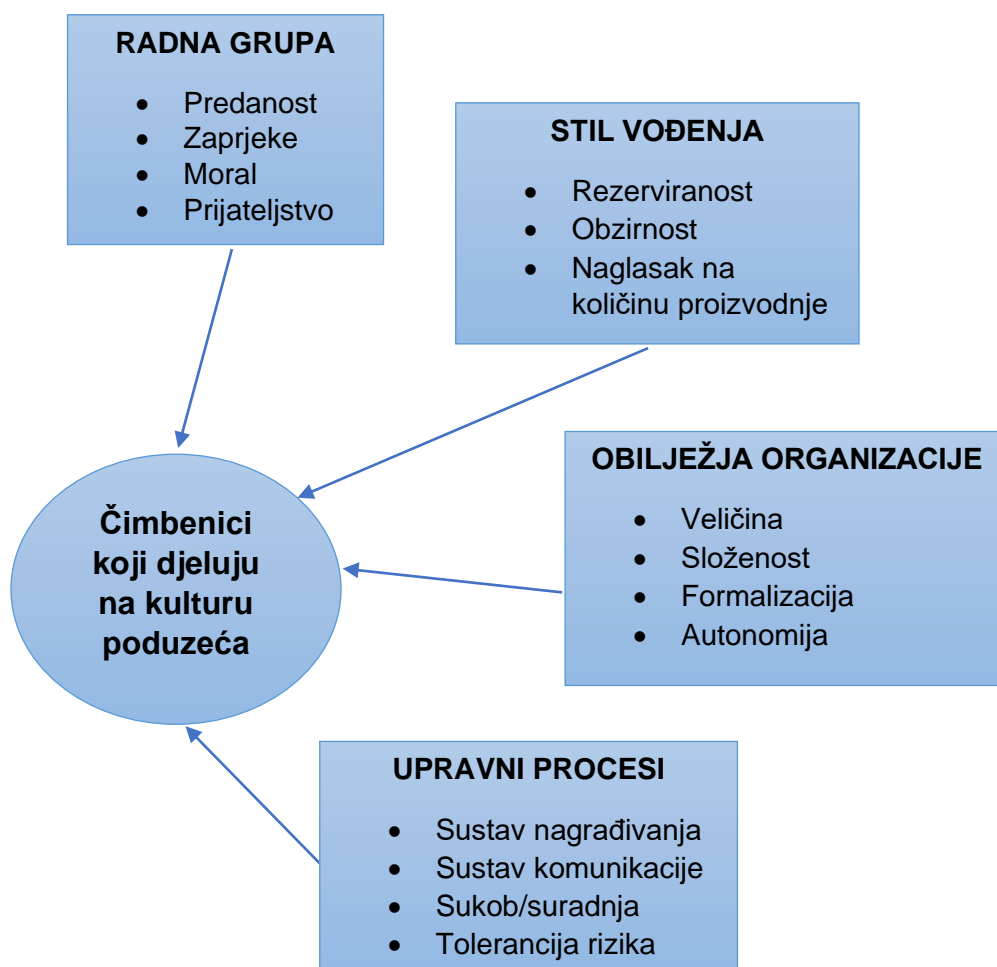 RADNA GRUPA
• Predanost
• Zaprjeke
• Moral
• Prijateljstvo
STIL VOĐENJA
• Rezerviranost
• Obzirnost
• Naglasak na
količinu proizvodnje
OBILJEŽJA ORGANIZACIJE
• Veličina
• Složenost
• Formalizacija
• Autonomija
Čimbenici
koji djeluju
na kulturu
poduzeća
UPRAVNI PROCESI
• Sustav nagrađivanja
• Sustav komunikacije
• Sukob/suradnja
• Tolerancija rizika